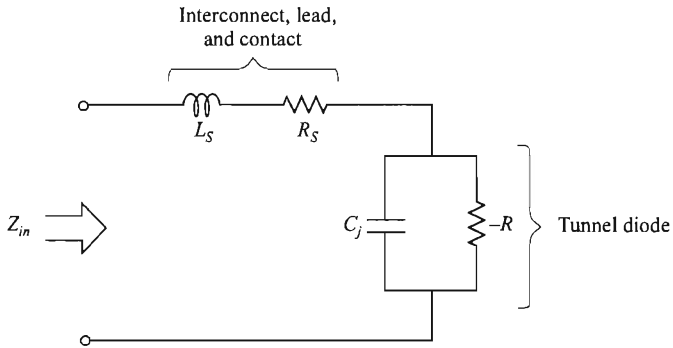 Interconnect, lead,
and contact
L_S
R_S
Z_in
C_j
–R
Tunnel diode